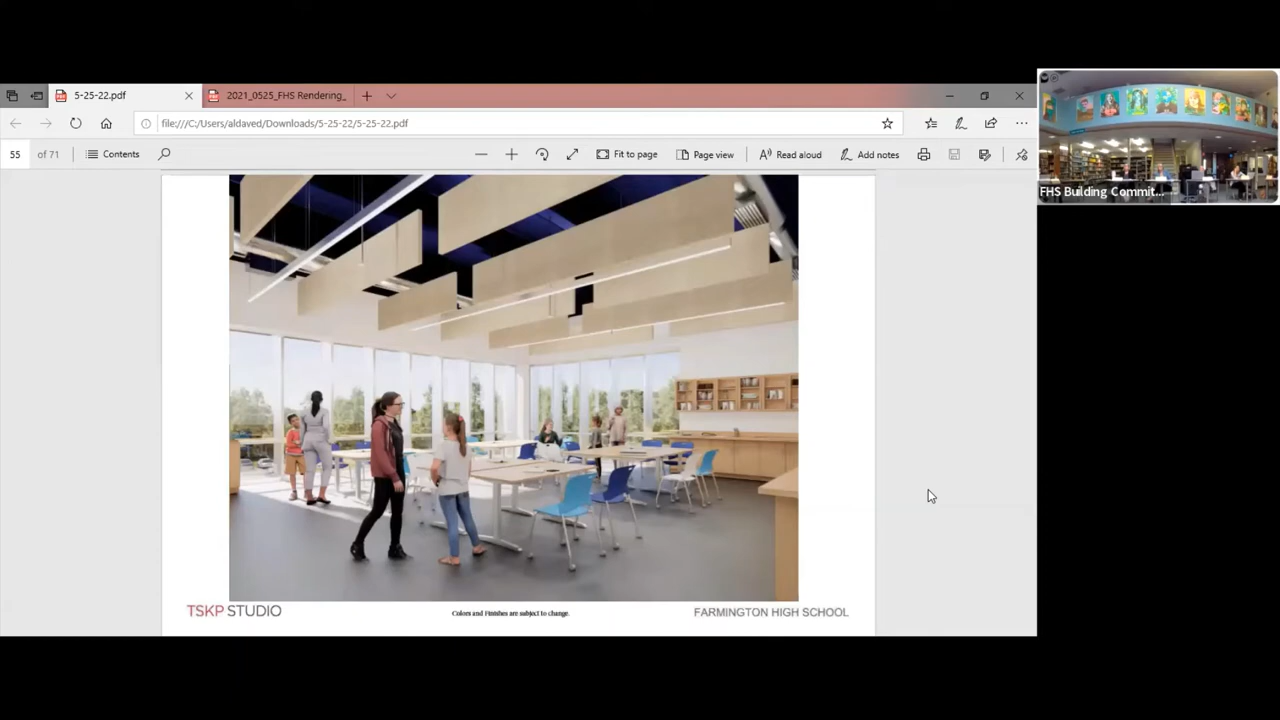 5-25-22.pdf
2021_0525_FHS Rendering_
file:///C:/Users/aldaved/Downloads/5-25-22/5-25-22.pdf
55 of 71
Contents
Fit to page
Page view
Read aloud
Add notes
FHS Building Commit...
TSKP STUDIO
Colors and Finishes are subject to change.
FARMINGTON HIGH SCHOOL